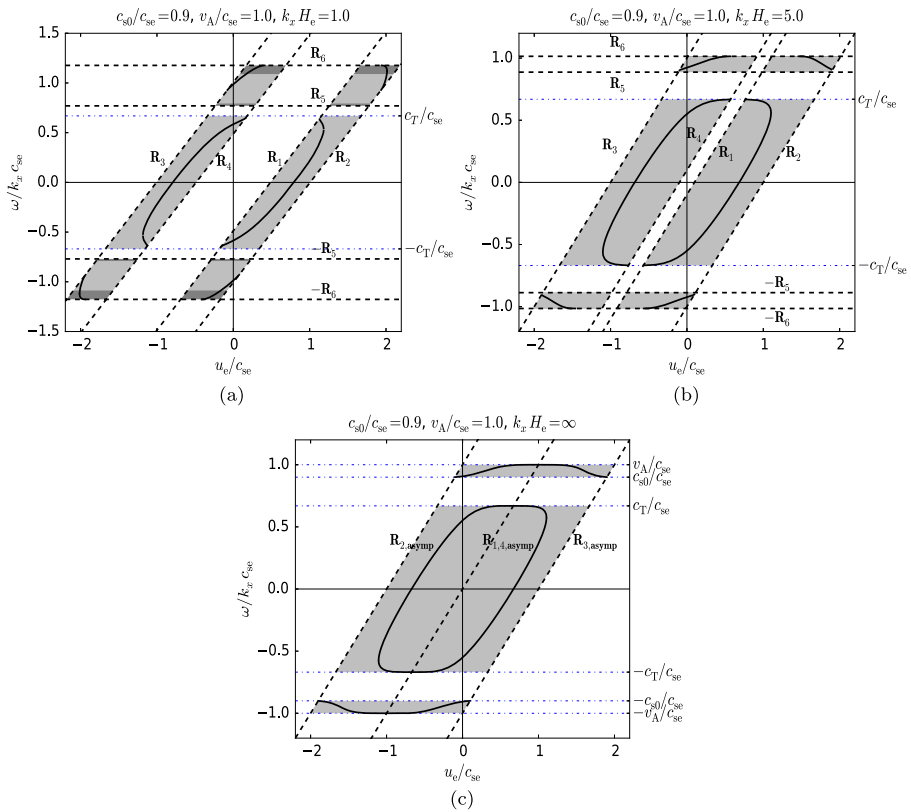 c_s0/c_se=0.9, v_A/c_se=1.0, k_x H_e=1.0
1.5
1.0
0.5
0.0
−0.5
−1.0
−1.5
ω/k_x c_se
R_6
R_5
c_T/c_se
R_3
R_4
R_1
R_2
−R_5
−c_T/c_se
−R_6
−2
−1
0
1
2
u_e/c_se
(a)
c_s0/c_se=0.9, v_A/c_se=1.0, k_x H_e=5.0
1.0
0.5
0.0
−0.5
−1.0
ω/k_x c_se
R_6
R_5
c_T/c_se
R_3
R_4
R_1
R_2
−c_T/c_se
−R_5
−R_6
−2
−1
0
1
2
u_e/c_se
(b)
c_s0/c_se=0.9, v_A/c_se=1.0, k_x H_e=∞
1.0
0.5
0.0
−0.5
−1.0
ω/k_x c_se
v_A/c_se
c_s0/c_se
c_T/c_se
R_2,asymp
R_1,4,asymp
R_3,asymp
−c_T/c_se
−c_s0/c_se
−v_A/c_se
−2
−1
0
1
2
u_e/c_se
(c)